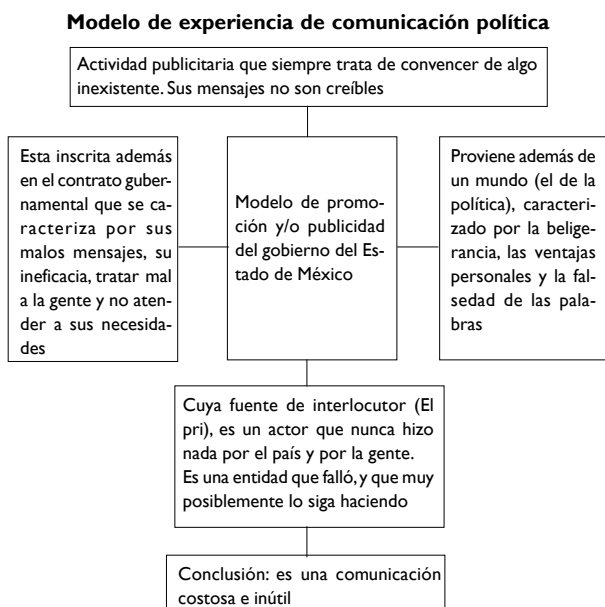 Modelo de experiencia de comunicación política
Actividad publicitaria que siempre trata de convencer de algo
inexistente. Sus mensajes no son creíbles
Esta inscrita además
en el contrato guber-
namental que se ca-
racteriza por sus
malos mensajes, su
ineficacia, tratar mal
a la gente y no aten-
der a sus necesida-
des
Modelo de promo-
ción y/o publicidad
del gobierno del Es-
tado de México
Proviene además de
un mundo (el de la
política), caracteri-
zado por la belige-
rancia, las ventajas
personales y la fal-
sedad de las pala-
bras
Cuya fuente de interlocutor (El
pri), es un actor que nunca hizo
nada por el país y por la gente.
Es una entidad que falló, y que muy
posiblemente lo siga haciendo
Conclusión: es una comunicación
costosa e inútil